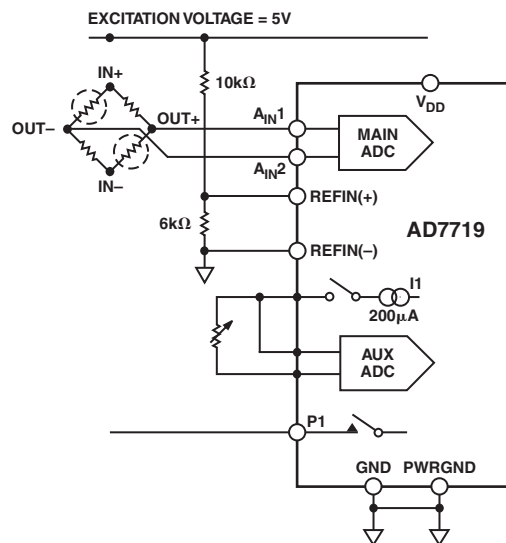 EXCITATION VOLTAGE = 5V
IN+
10kΩ
VDD
OUT+
AIN1
OUT–
MAIN
ADC
AIN2
IN–
REFIN(+)
6kΩ
AD7719
REFIN(–)
I1
200µA
AUX
ADC
P1
GND PWRGND